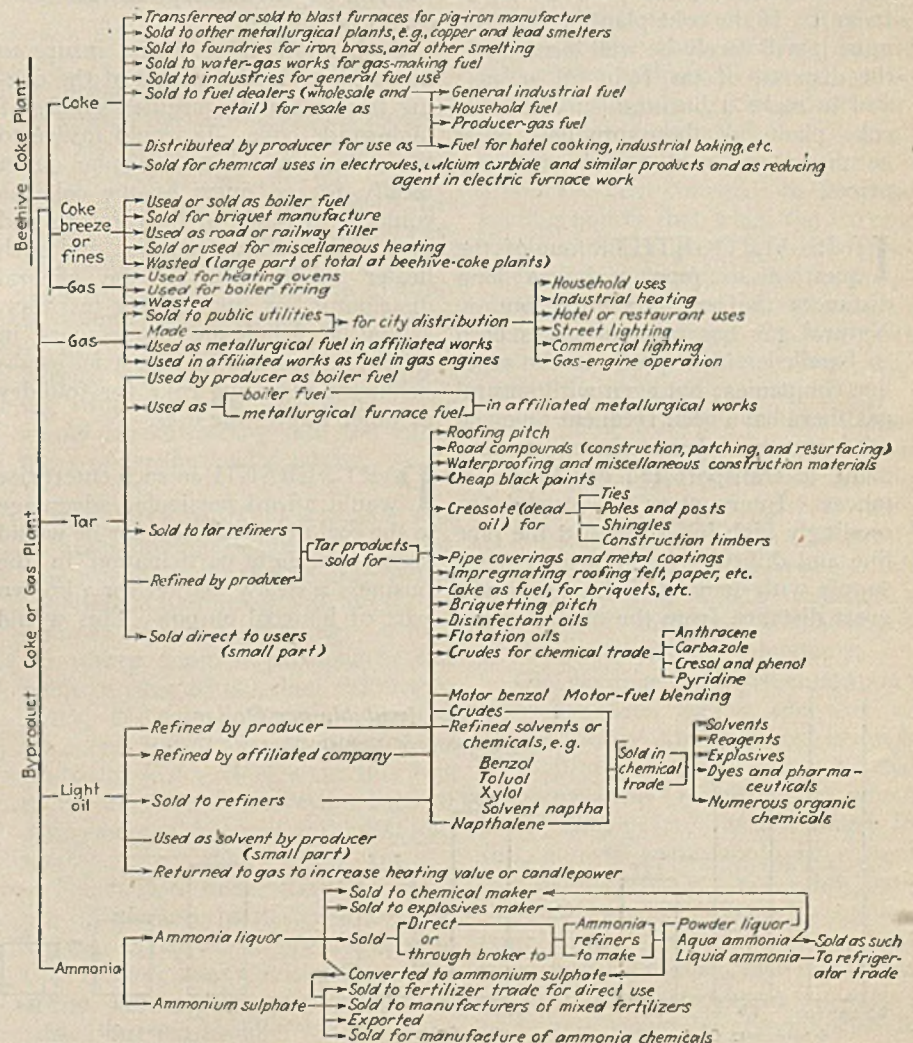 Beehive Coke Plant
Byproduct Coke or Gas Plant
Coke
Transferred or sold to blast furnaces for pig-iron manufacture
Sold to other metallurgical plants, e.g., copper and lead smelters
Sold to foundries for iron, brass, and other smelting
Sold to water-gas works for gas-making fuel
Sold to industries for general fuel use
Sold to fuel dealers (wholesale and
retail) for resale as
General industrial fuel
Household fuel
Producer-gas fuel
Distributed by producer for use as
Fuel for hotel cooking, industrial baking, etc.
Sold for chemical uses in electrodes, calcium carbide and similar products and as reducing
agent in electric furnace work
Coke
breeze
or
fines
Used or sold as boiler fuel
Sold for briquet manufacture
Used as road or railway filler
Sold or used for miscellaneous heating
Wasted (large part of total at beehive-coke plants)
Gas
Used for heating ovens
Used for boiler firing
Wasted
Gas
Sold to public utilities
Made
for city distribution
Household uses
Industrial heating
Hotel or restaurant uses
Street lighting
Commercial lighting
Gas-engine operation
Used as metallurgical fuel in affiliated works
Used in affiliated works as fuel in gas engines
Tar
Used by producer as boiler fuel
Used as
boiler fuel
metallurgical furnace fuel
in affiliated metallurgical works
Sold to tar refiners
Refined by producer
Tar products
sold for
Sold direct to users
(small part)
Roofing pitch
Road compounds (construction, patching, and resurfacing)
Waterproofing and miscellaneous construction materials
Cheap black paints
Creosote (dead
oil) for
Ties
Poles and posts
Shingles
Construction timbers
Pipe coverings and metal coatings
Impregnating roofing felt, paper, etc.
Coke as fuel, for briquets, etc.
Briquetting pitch
Disinfectant oils
Flotation oils
Crudes for chemical trade
Anthracene
Carbazole
Cresol and phenol
Pyridine
Light
oil
Refined by producer
Refined by affiliated company
Sold to refiners
Used as solvent by producer
(small part)
Returned to gas to increase heating value or candlepower
Motor benzol Motor-fuel blending
Crudes
Refined solvents or
chemicals, e.g.
Benzol
Toluol
Xylol
Solvent naptha
Napthalene
Sold in
chemical
trade
Solvents
Reagents
Explosives
Dyes and pharma-
ceuticals
Numerous organic
chemicals
Ammonia
Ammonia liquor
Sold to chemical maker
Sold to explosives maker
Sold
Direct
or
through broker to
Ammonia
refiners
to make
Powder liquor
Aqua ammonia
Sold as such
Liquid ammonia
To refriger-
ator trade
Converted to ammonium sulphate
Ammonium sulphate
Sold to fertilizer trade for direct use
Sold to manufacturers of mixed fertilizers
Exported
Sold for manufacture of ammonia chemicals